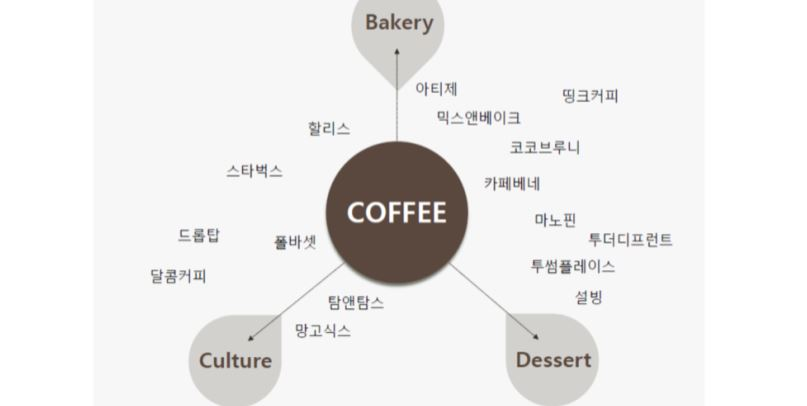 Bakery
아티제
띵크커피
믹스앤베이크
할리스
코코브루니
스타벅스
카페베네
COFFEE
마노핀
드롭탑
폴바셋
투더디프런트
투썸플레이스
달콤커피
설빙
탐앤탐스
망고식스
Culture
Dessert